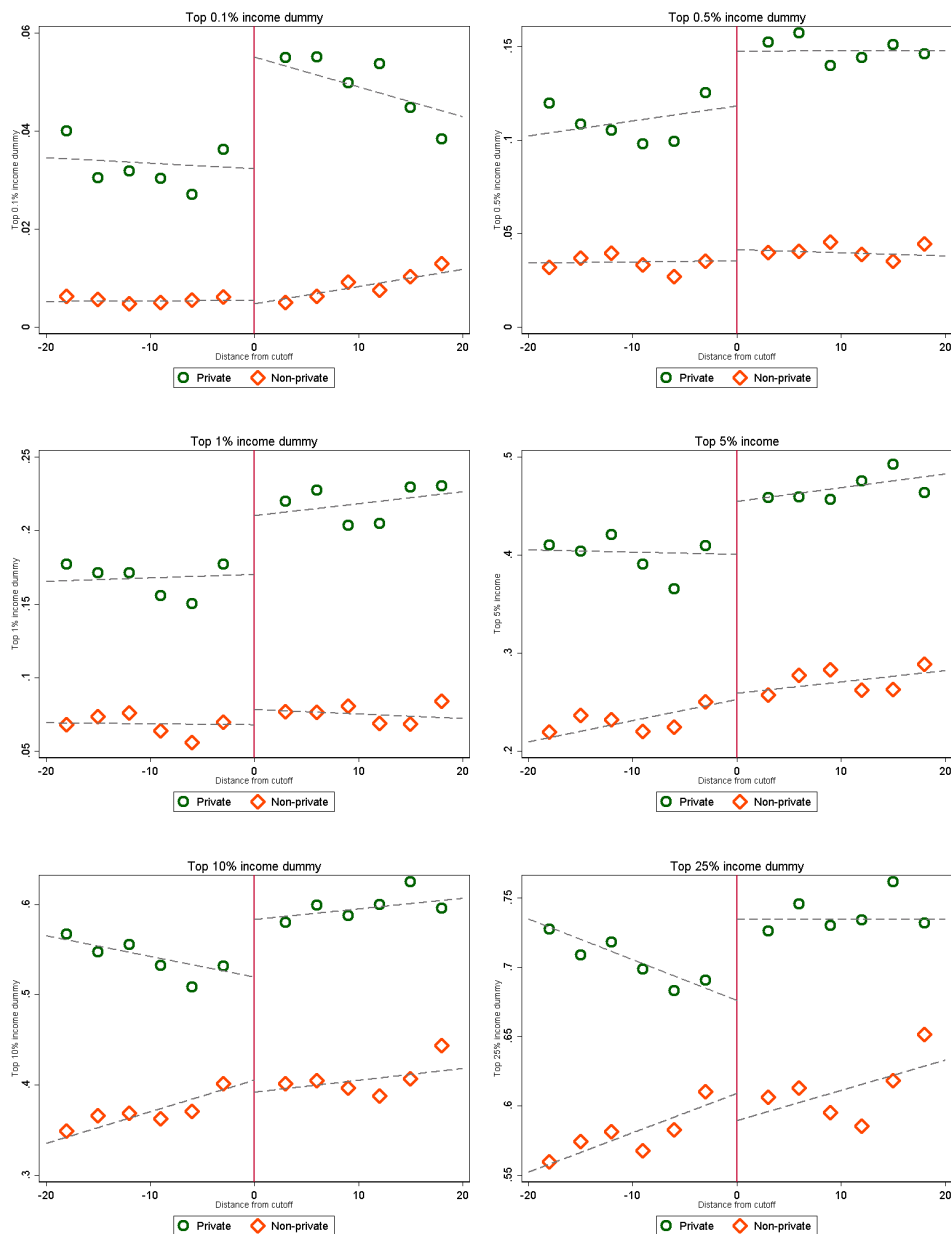 Top 0.1% income dummy
Top 0.1% income dummy
0 .02 .04 .06
-20 -10 0 10 20
Distance from cutoff
Private Non-private
Top 0.5% income dummy
Top 0.5% income dummy
0 .05 .1 .15
-20 -10 0 10 20
Distance from cutoff
Private Non-private
Top 1% income dummy
Top 1% income dummy
.05 .1 .15 .2 .25
-20 -10 0 10 20
Distance from cutoff
Private Non-private
Top 5% income
Top 5% income
.2 .3 .4 .5
-20 -10 0 10 20
Distance from cutoff
Private Non-private
Top 10% income dummy
Top 10% income dummy
.3 .4 .5 .6
-20 -10 0 10 20
Distance from cutoff
Private Non-private
Top 25% income dummy
Top 25% income dummy
.55 .6 .65 .7 .75
-20 -10 0 10 20
Distance from cutoff
Private Non-private